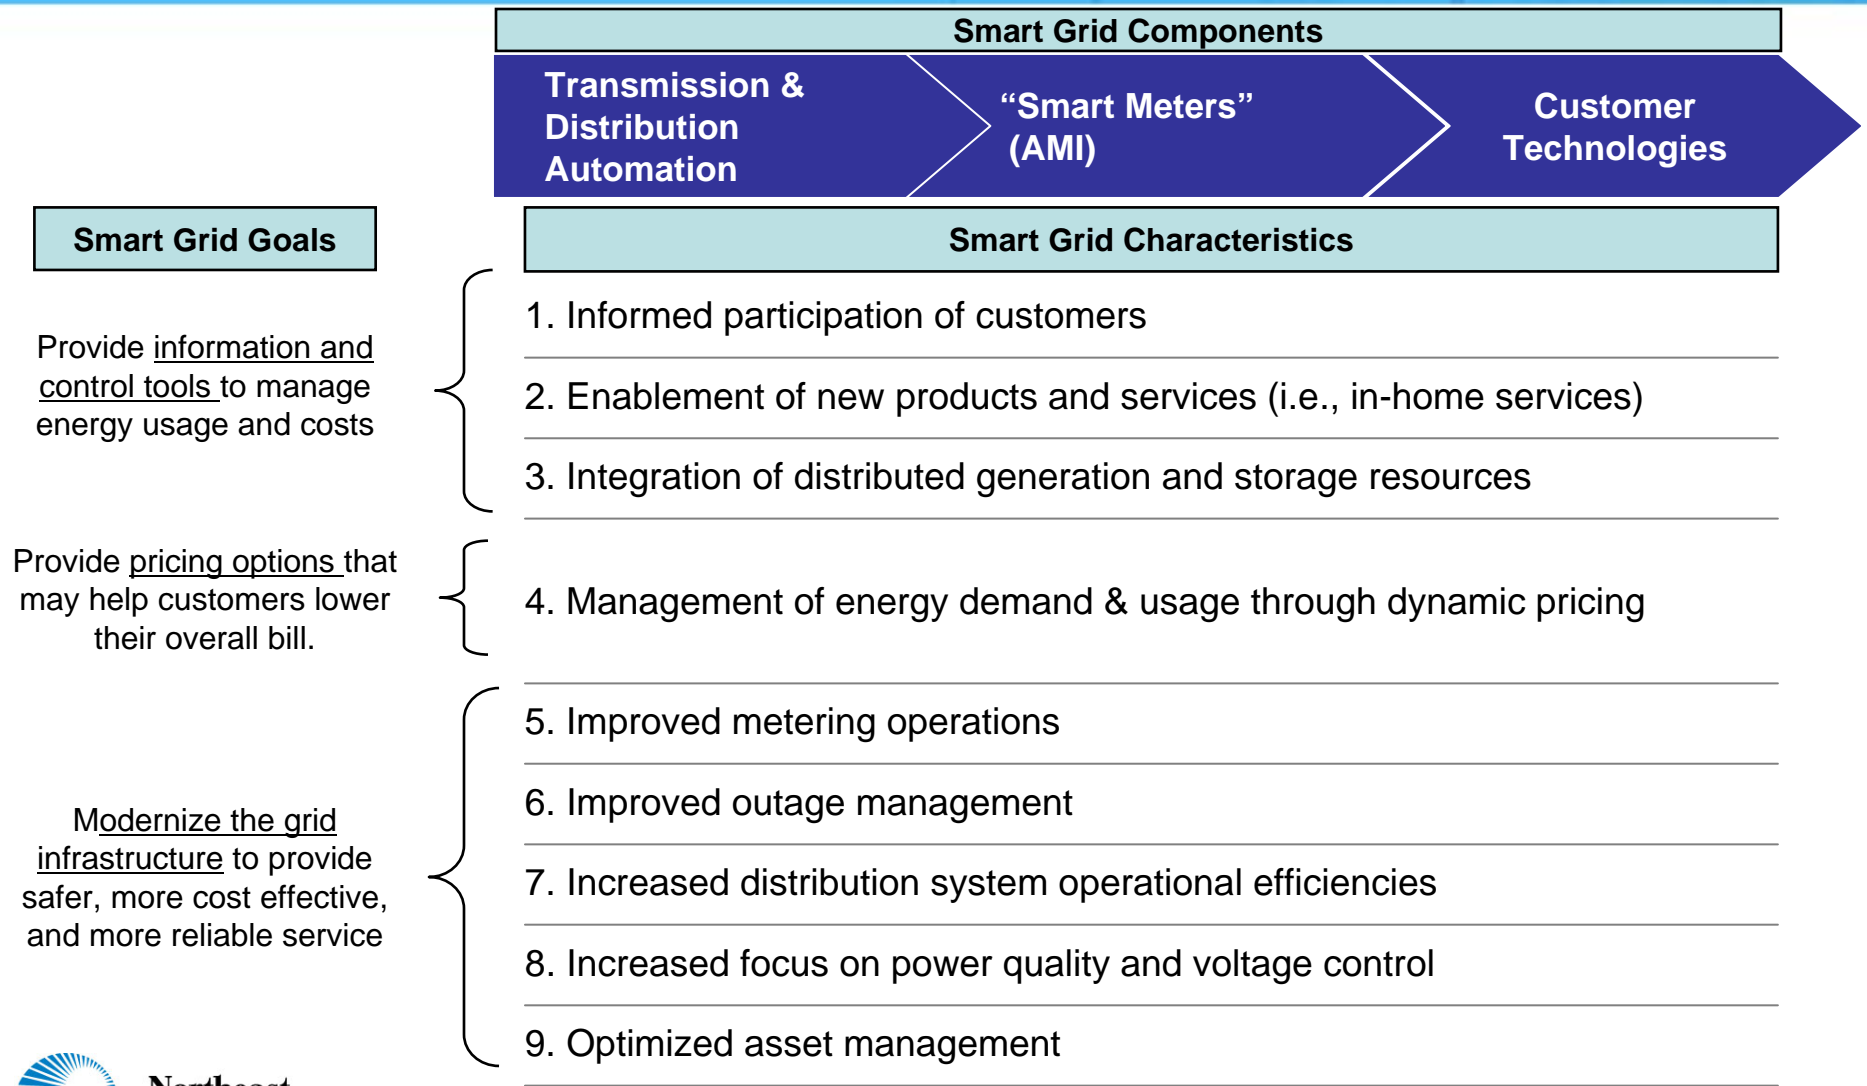 Smart Grid Components
Transmission &
Distribution
Automation
“Smart Meters”
(AMI)
Customer
Technologies
Smart Grid Goals
Smart Grid Characteristics
Provide information and
control tools to manage
energy usage and costs
1. Informed participation of customers
2. Enablement of new products and services (i.e., in-home services)
3. Integration of distributed generation and storage resources
Provide pricing options that
may help customers lower
their overall bill.
4. Management of energy demand & usage through dynamic pricing
Modernize the grid
infrastructure to provide
safer, more cost effective,
and more reliable service
5. Improved metering operations
6. Improved outage management
7. Increased distribution system operational efficiencies
8. Increased focus on power quality and voltage control
9. Optimized asset management
Northeast